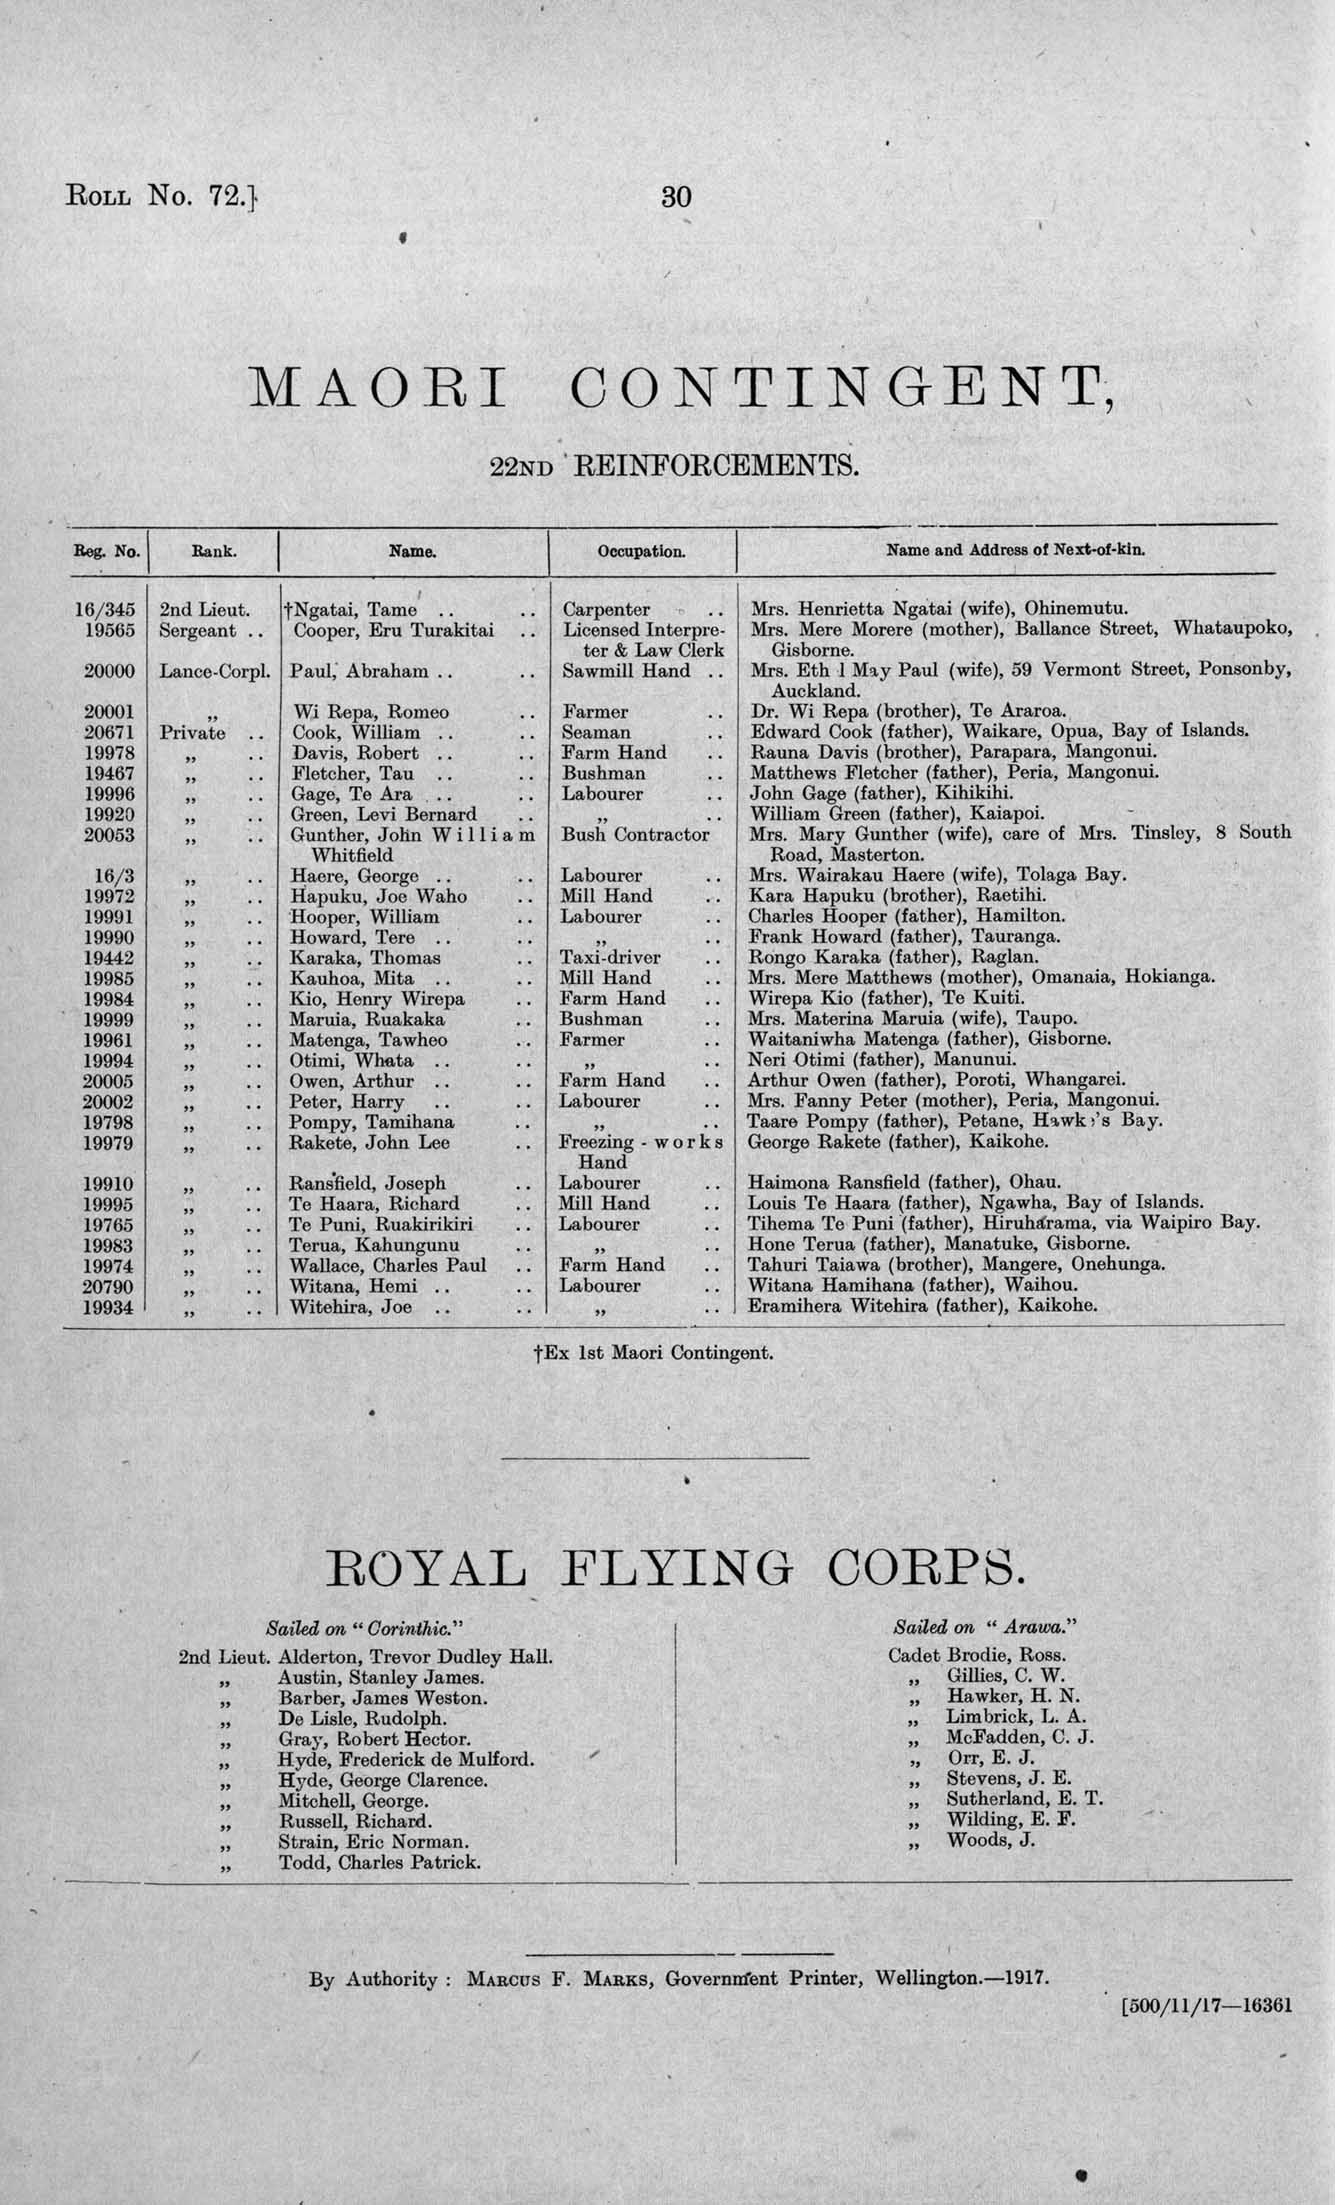 ROLL No. 72.] 30
MAORI CONTINGENT,
22ND REINFORCEMENTS.
Reg. No. Rank. Name. Occupation. Name and Address of Next-of-kin.
16/345 2nd Lieut. †Ngatai, Tame .. .. Carpenter .. Mrs. Henrietta Ngatai (wife), Ohinemutu.
19565 Sergeant .. Cooper, Eru Turakitai .. Licensed Interpre- Mrs. Mere Morere (mother), Ballance Street, Whataupoko,
ter & Law Clerk Gisborne.
20000 Lance-Corpl. Paul, Abraham .. .. Sawmill Hand .. Mrs. Eth l May Paul (wife), 59 Vermont Street, Ponsonby,
Auckland.
20001 „ Wi Repa, Romeo .. Farmer .. Dr. Wi Repa (brother), Te Araroa.
20671 Private .. Cook, William .. .. Seaman .. Edward Cook (father), Waikare, Opua, Bay of Islands.
19978 „ .. Davis, Robert .. .. Farm Hand .. Rauna Davis (brother), Parapara, Mangonui.
19467 „ .. Fletcher, Tau .. .. Bushman .. Matthews Fletcher (father), Peria, Mangonui.
19996 „ .. Gage, Te Ara .. .. Labourer .. John Gage (father), Kihikihi.
19920 „ .. Green, Levi Bernard .. „ .. William Green (father), Kaiapoi.
20053 „ .. Gunther, John William Bush Contractor Mrs. Mary Gunther (wife), care of Mrs. Tinsley, 8 South
Whitfield Road, Masterton.
16/3 „ .. Haere, George .. .. Labourer .. Mrs. Wairakau Haere (wife), Tolaga Bay.
19972 „ .. Hapuku, Joe Waho .. Mill Hand .. Kara Hapuku (brother), Raetihi.
19991 „ .. Hooper, William .. Labourer .. Charles Hooper (father), Hamilton.
19990 „ .. Howard, Tere .. .. „ .. Frank Howard (father), Tauranga.
19442 „ .. Karaka, Thomas .. Taxi-driver .. Rongo Karaka (father), Raglan.
19985 „ .. Kauhoa, Mita .. .. Mill Hand .. Mrs. Mere Matthews (mother), Omanaia, Hokianga.
19984 „ .. Kio, Henry Wirepa .. Farm Hand .. Wirepa Kio (father), Te Kuiti.
19999 „ .. Maruia, Ruakaka .. Bushman .. Mrs. Materina Maruia (wife), Taupo.
19961 „ .. Matenga, Tawheo .. Farmer .. Waitaniwha Matenga (father), Gisborne.
19994 „ .. Otimi, Whata .. .. „ .. Neri Otimi (father), Manunui.
20005 „ .. Owen, Arthur .. .. Farm Hand .. Arthur Owen (father), Poroti, Whangarei.
20002 „ .. Peter, Harry .. .. Labourer .. Mrs. Fanny Peter (mother), Peria, Mangonui.
19798 „ .. Pompy, Tamihana .. „ .. Taare Pompy (father), Petane, Hawke's Bay.
19979 „ .. Rakete, John Lee .. Freezing-works George Rakete (father), Kaikohe.
Hand
19910 „ .. Ransfield, Joseph .. Labourer .. Haimona Ransfield (father), Ohau.
19995 „ .. Te Haara, Richard .. Mill Hand .. Louis Te Haara (father), Ngawha, Bay of Islands.
19765 „ .. Te Puni, Ruakirikiri .. Labourer .. Tihema Te Puni (father), Hiruharama, via Waipiro Bay.
19983 „ .. Terua, Kahungunu .. „ .. Hone Terua (father), Manatuke, Gisborne.
19974 „ .. Wallace, Charles Paul .. Farm Hand .. Tahuri Taiawa (brother), Mangere, Onehunga.
20790 „ .. Witana, Hemi .. .. Labourer .. Witana Hamihana (father), Waihou.
19934 „ .. Witehira, Joe .. .. „ .. Eramihera Witehira (father), Kaikohe.
†Ex 1st Maori Contingent.
ROYAL FLYING CORPS.
Sailed on "Corinthic."
2nd Lieut. Alderton, Trevor Dudley Hall.
„ Austin, Stanley James.
„ Barber, James Weston.
„ De Lisle, Rudolph.
„ Gray, Robert Hector.
„ Hyde, Frederick de Mulford.
„ Hyde, George Clarence.
„ Mitchell, George.
„ Russell, Richard.
„ Strain, Eric Norman.
„ Todd, Charles Patrick.
Sailed on "Arawa."
Cadet Brodie, Ross.
„ Gillies, C. W.
„ Hawker, H. N.
„ Limbrick, L. A.
„ McFadden, C. J.
„ Orr, E. J.
„ Stevens, J. E.
„ Sutherland, E. T.
„ Wilding, E. F.
„ Woods, J.
By Authority : MARCUS F. MARKS, Government Printer, Wellington.—1917.
[500/11/17—16361